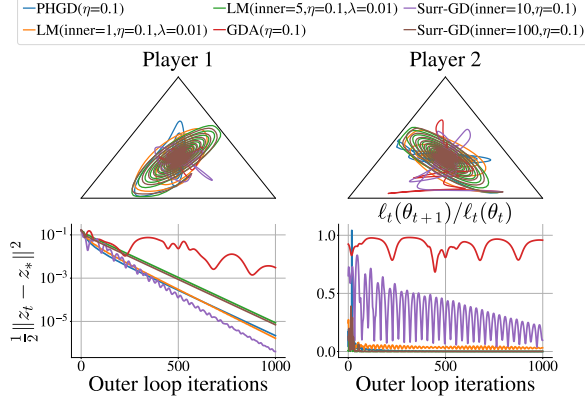 PHGD(η=0.1) LM(inner=5,η=0.1,λ=0.01) Surr-GD(inner=10,η=0.1)
LM(inner=1,η=0.1,λ=0.01) GDA(η=0.1) Surr-GD(inner=100,η=0.1)
Player 1 Player 2
ℓₜ(θₜ₊₁)/ℓₜ(θₜ)
10⁻¹ 1.0
10⁻³ 0.5
10⁻⁵ 0.0
½‖zₜ − z*‖²
0 500 1000 0 500 1000
Outer loop iterations Outer loop iterations